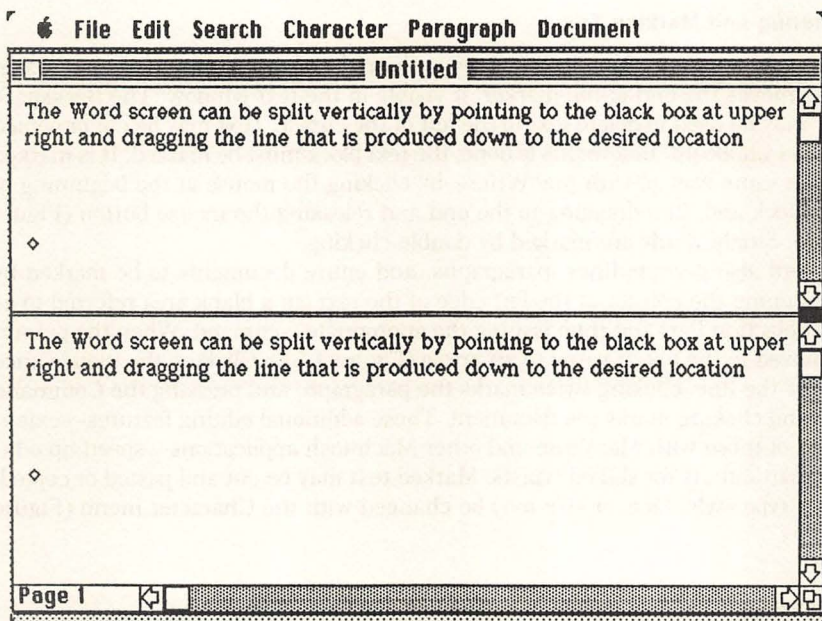 File Edit Search Character Paragraph Document
Untitled
The Word screen can be split vertically by pointing to the black box at upper
right and dragging the line that is produced down to the desired location
The Word screen can be split vertically by pointing to the black box at upper
right and dragging the line that is produced down to the desired location
Page 1